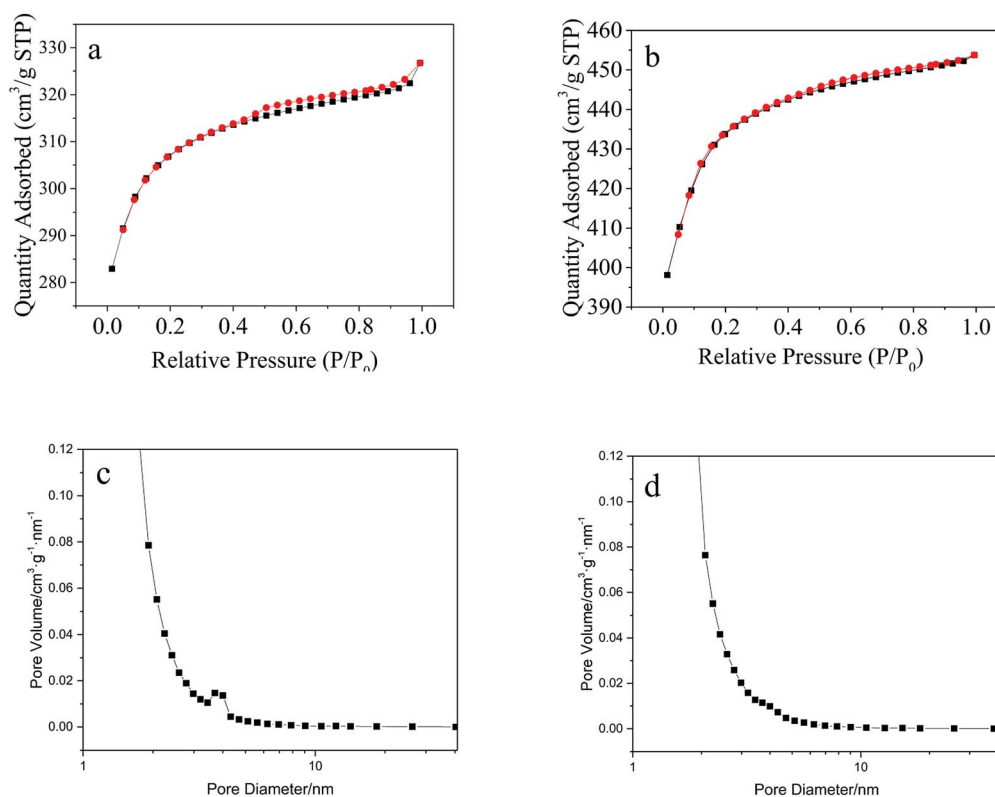 a
Quantity Adsorbed (cm³/g STP)
330
320
310
300
290
280
0.0 0.2 0.4 0.6 0.8 1.0
Relative Pressure (P/P₀)
b
Quantity Adsorbed (cm³/g STP)
460
450
440
430
420
410
400
390
0.0 0.2 0.4 0.6 0.8 1.0
Relative Pressure (P/P₀)
c
Pore Volume/cm³·g⁻¹·nm⁻¹
0.12
0.10
0.08
0.06
0.04
0.02
0.00
1 10
Pore Diameter/nm
d
Pore Volume/cm³·g⁻¹·nm⁻¹
0.12
0.10
0.08
0.06
0.04
0.02
0.00
1 10
Pore Diameter/nm